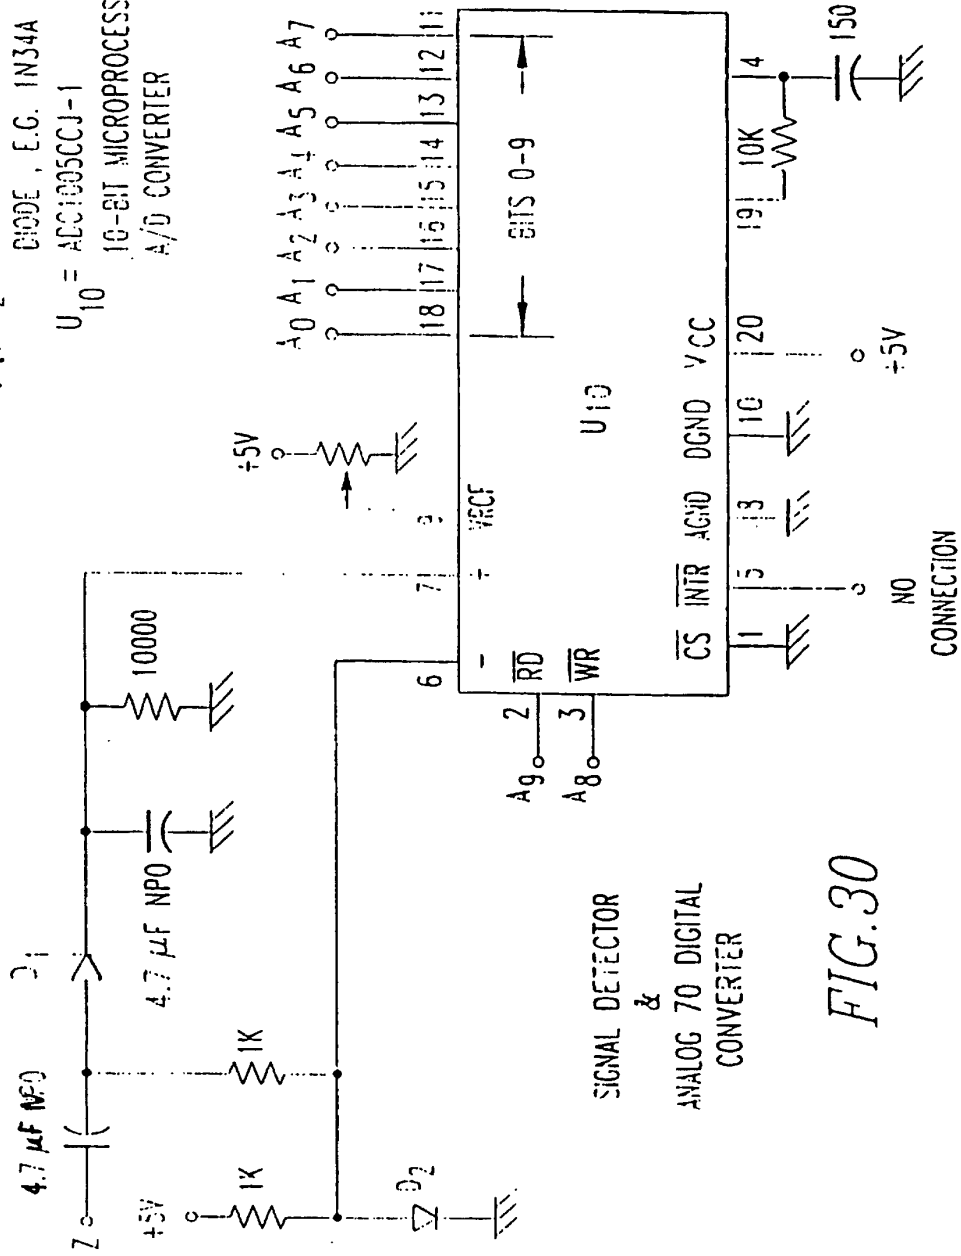 DIODE, E.G. 1N34A
U10 = ADC1005CCJ-1
10-BIT MICROPROCESS
A/D CONVERTER
4.7 µF NPO
Z
+5V
1K
1K
D2
D1
4.7 µF NPO
10000
+5V
A0 A1 A2 A3 A4 A5 A6 A7
18 17 16 15 14 13 12 11
BITS 0-9
6
7
9
-
+
U10
A9
2
RD
A8
3
WR
CS
INTR
AGND
DGND
VCC
1
5
8
10
20
19
4
10K
150
NO
CONNECTION
+5V
SIGNAL DETECTOR
&
ANALOG 70 DIGITAL
CONVERTER
FIG.30